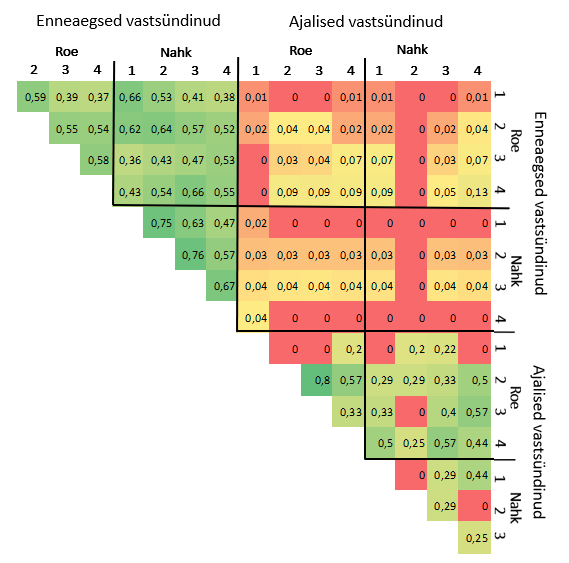 Enneaegsed vastsündinud Ajalised vastsündinud
Roe Nahk Roe Nahk
2 3 4 1 2 3 4 1 2 3 4 1 2 3 4
0,59 0,39 0,37 0,66 0,53 0,41 0,38 0,01 0 0 0,01 0,01 0 0 0,01 1
0,55 0,54 0,62 0,64 0,57 0,52 0,02 0,04 0,04 0,02 0,02 0 0,02 0,04 2
0,58 0,36 0,43 0,47 0,53 0 0,03 0,04 0,07 0,07 0 0,03 0,07 3
0,43 0,54 0,66 0,55 0 0,09 0,09 0,09 0,09 0 0,05 0,13 4
0,75 0,63 0,47 0,02 0 0 0 0 0 0 0 1
0,76 0,57 0,03 0,03 0,03 0,03 0,03 0 0,03 0,03 2
0,67 0,04 0,04 0,04 0,04 0,04 0 0,04 0,04 3
0,04 0 0 0 0 0 0 0 4
0 0 0,2 0 0,2 0,22 0 1
0,8 0,57 0,29 0,29 0,33 0,5 2
0,33 0,33 0 0,4 0,57 3
0,5 0,25 0,57 0,44 4
0 0,29 0,44 1
0,29 0 2
0,25 3
Roe
Nahk
Roe
Nahk
Enneaegsed vastsündinud
Ajalised vastsündinud